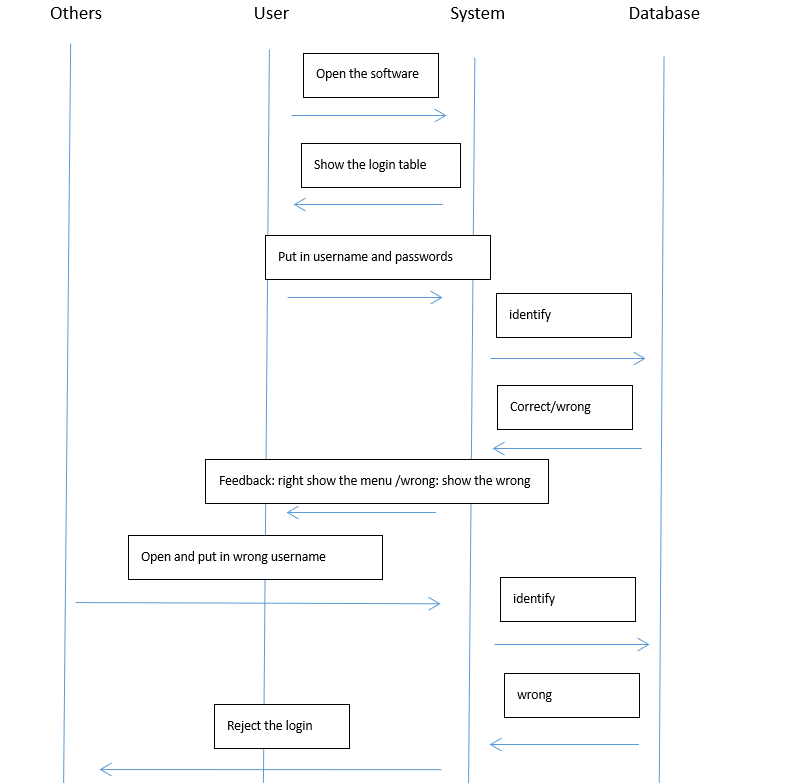 Others
User
System
Database
Open the software
Show the login table
Put in username and passwords
identify
Correct/wrong
Feedback: right show the menu /wrong: show the wrong
Open and put in wrong username
identify
wrong
Reject the login